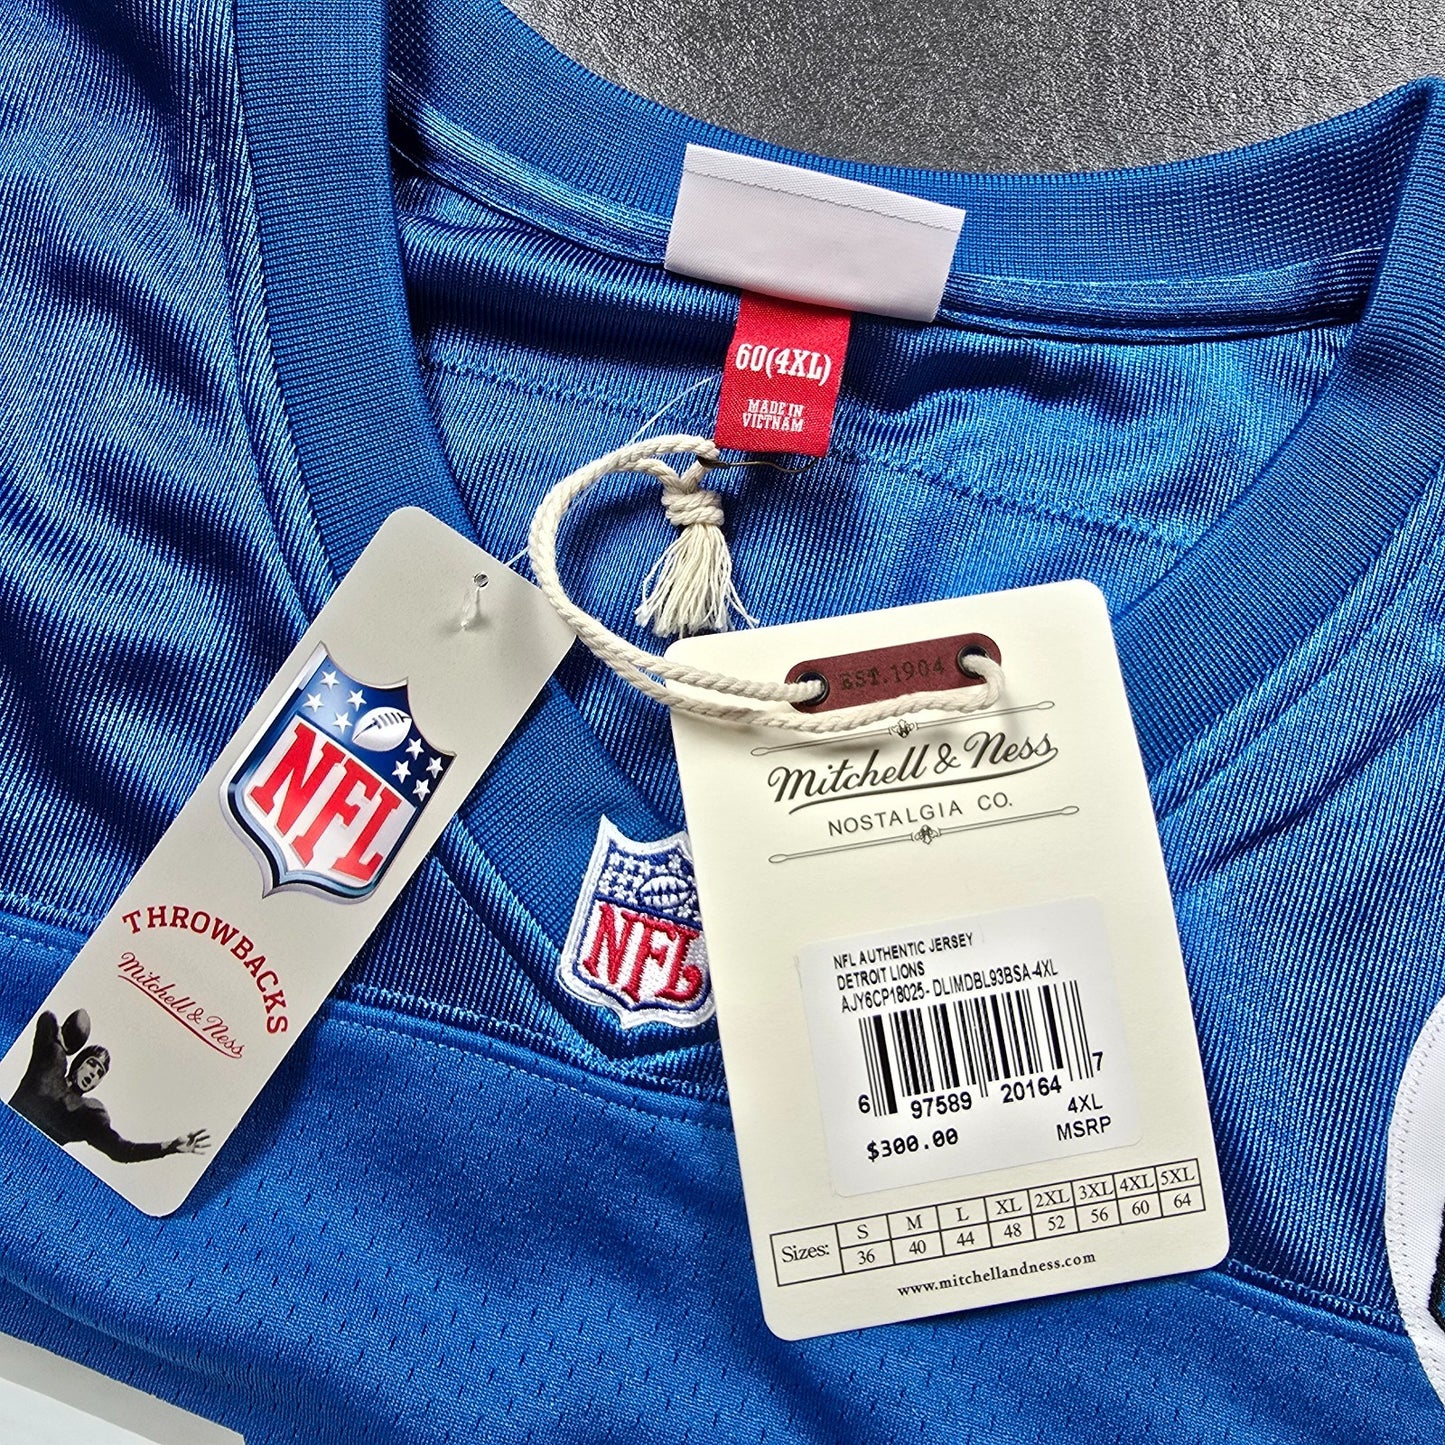 60(4XL)
MADE IN
VIETNAM
NFL
THROWBACKS
Mitchell & Ness
NFL
EST.1904
Mitchell & Ness
NOSTALGIA CO.
NFL AUTHENTIC JERSEY
DETROIT LIONS
AJY6CP18025-DLIMDBL93BSA-4XL
6 97589 20164 7
4XL
$300.00 MSRP
Sizes: S M L XL 2XL 3XL 4XL 5XL
36 40 44 48 52 56 60 64
www.mitchellandness.com